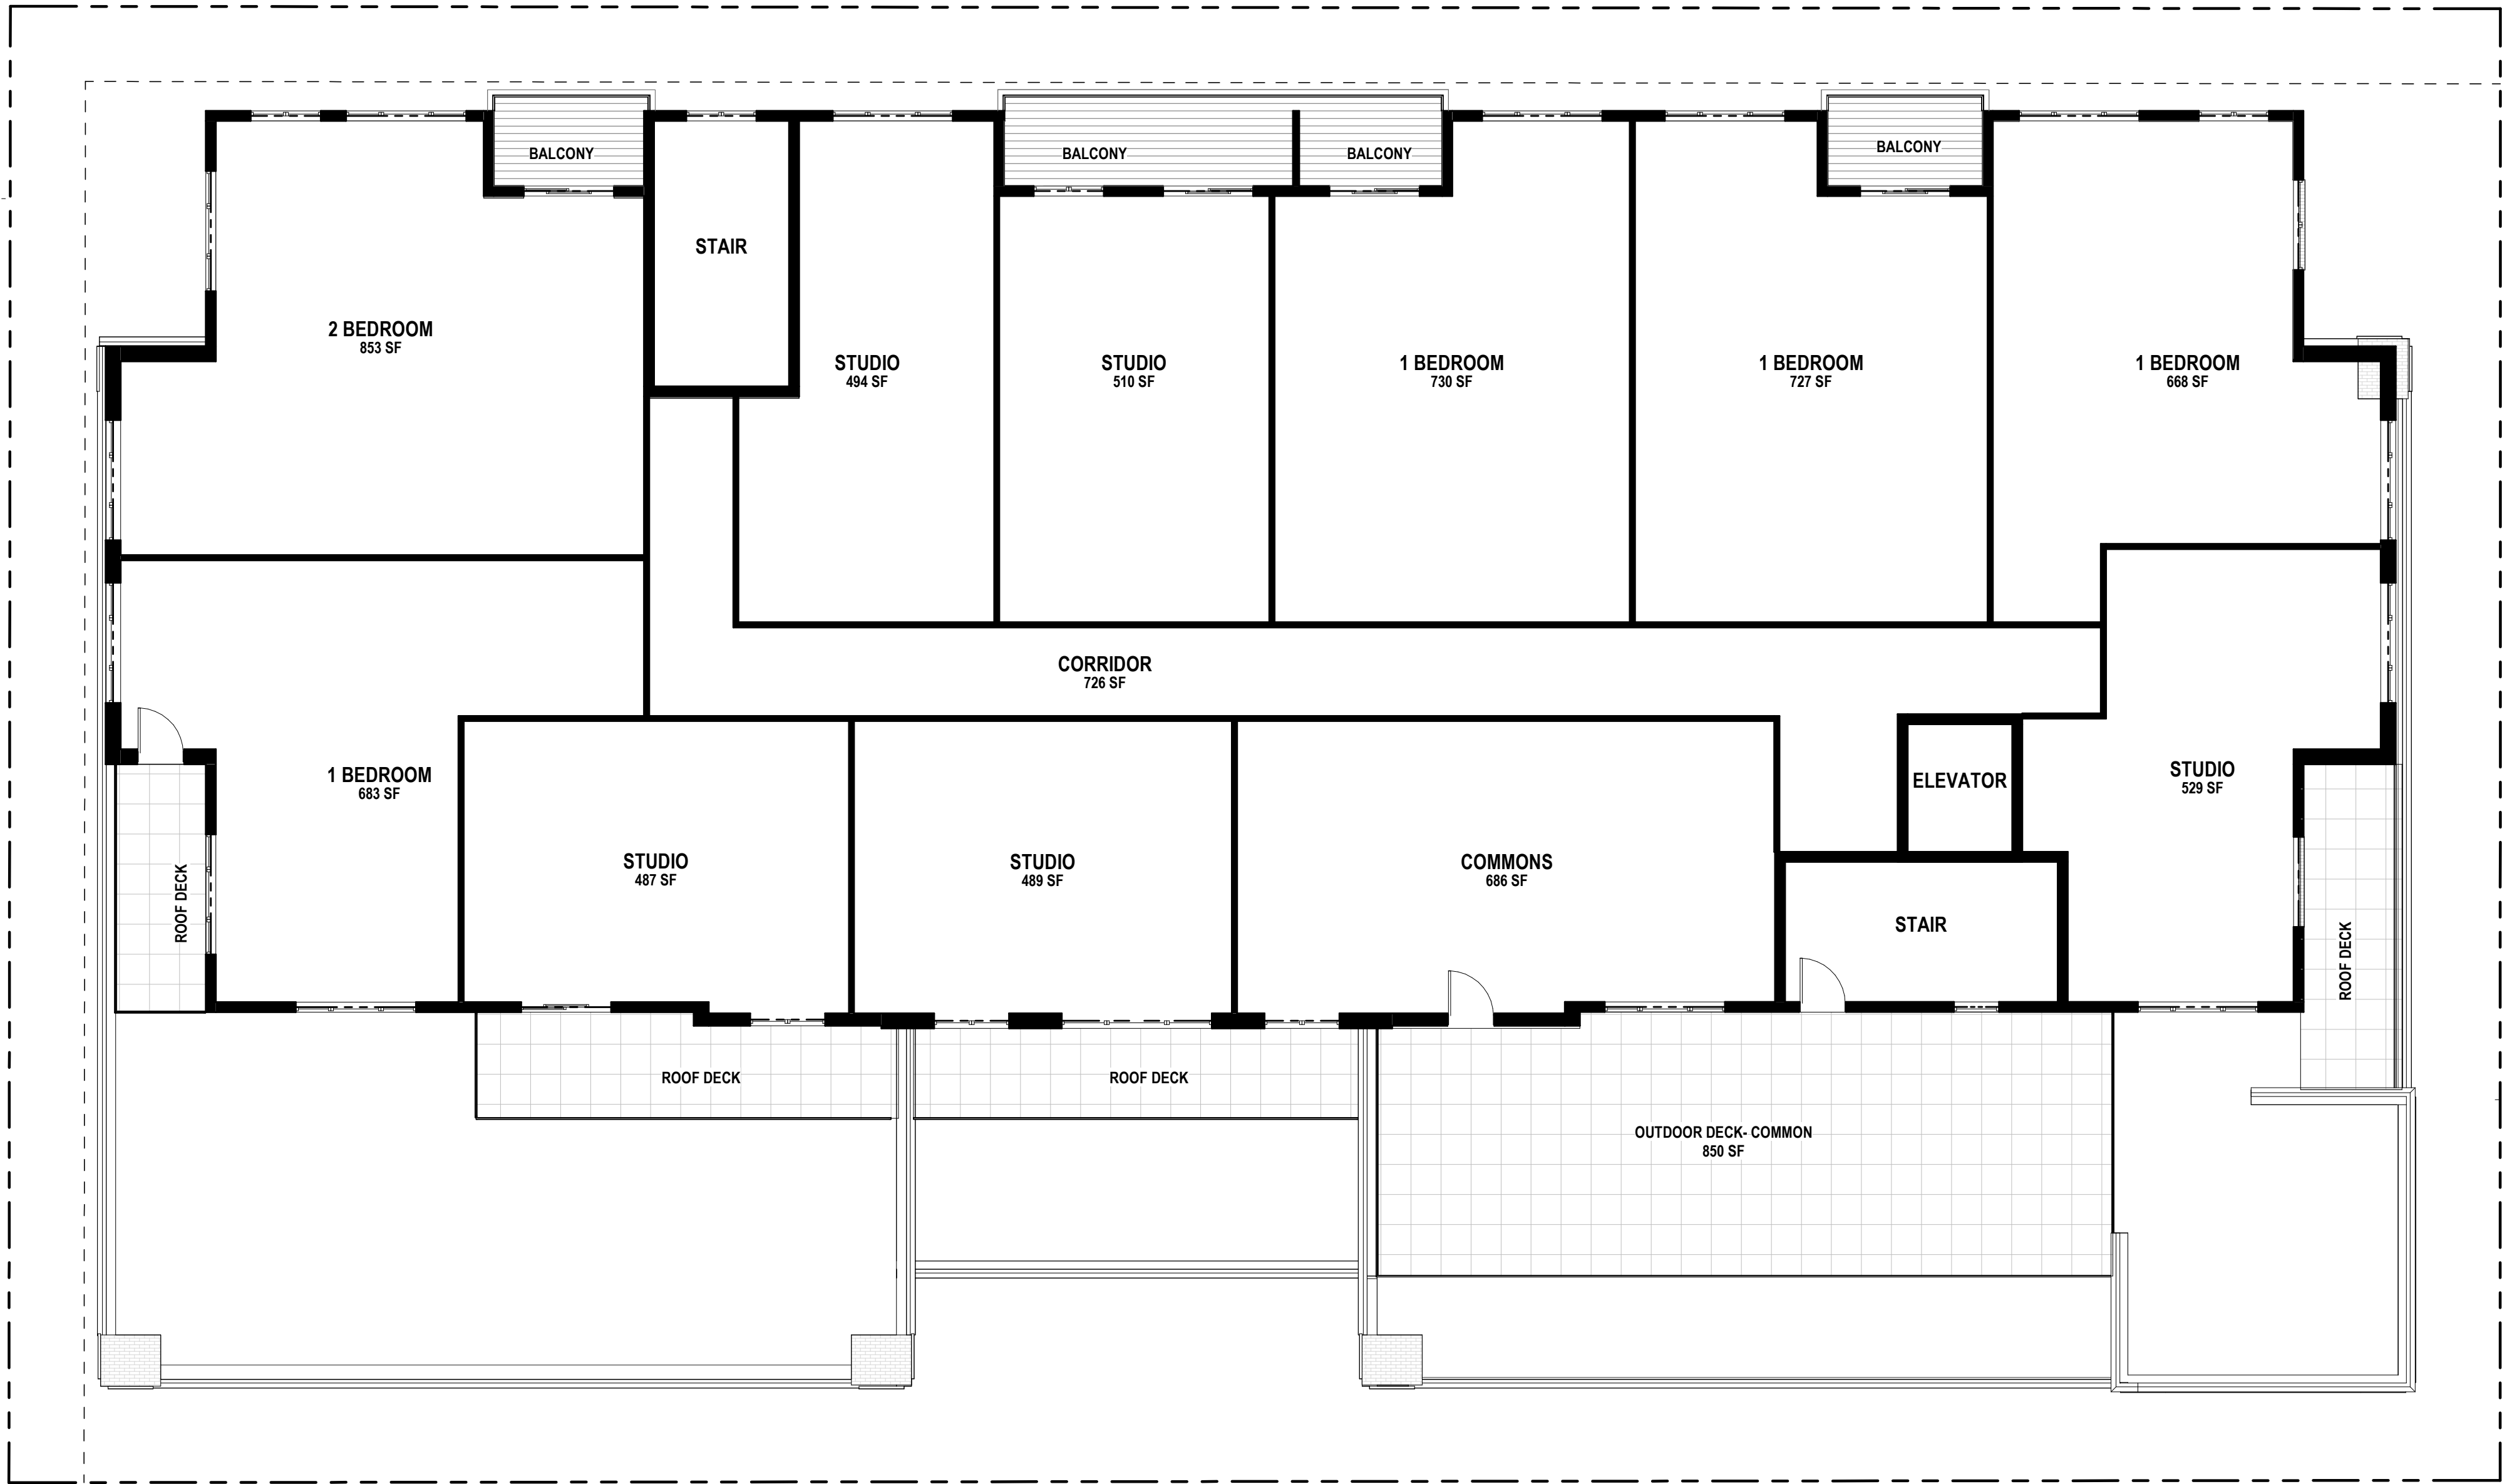 BALCONY
BALCONY
BALCONY
BALCONY
STAIR
2 BEDROOM
853 SF
STUDIO
494 SF
STUDIO
510 SF
1 BEDROOM
730 SF
1 BEDROOM
727 SF
1 BEDROOM
668 SF
CORRIDOR
726 SF
1 BEDROOM
683 SF
ELEVATOR
STUDIO
529 SF
STUDIO
487 SF
STUDIO
489 SF
COMMONS
686 SF
ROOF DECK
STAIR
ROOF DECK
ROOF DECK
ROOF DECK
OUTDOOR DECK- COMMON
850 SF